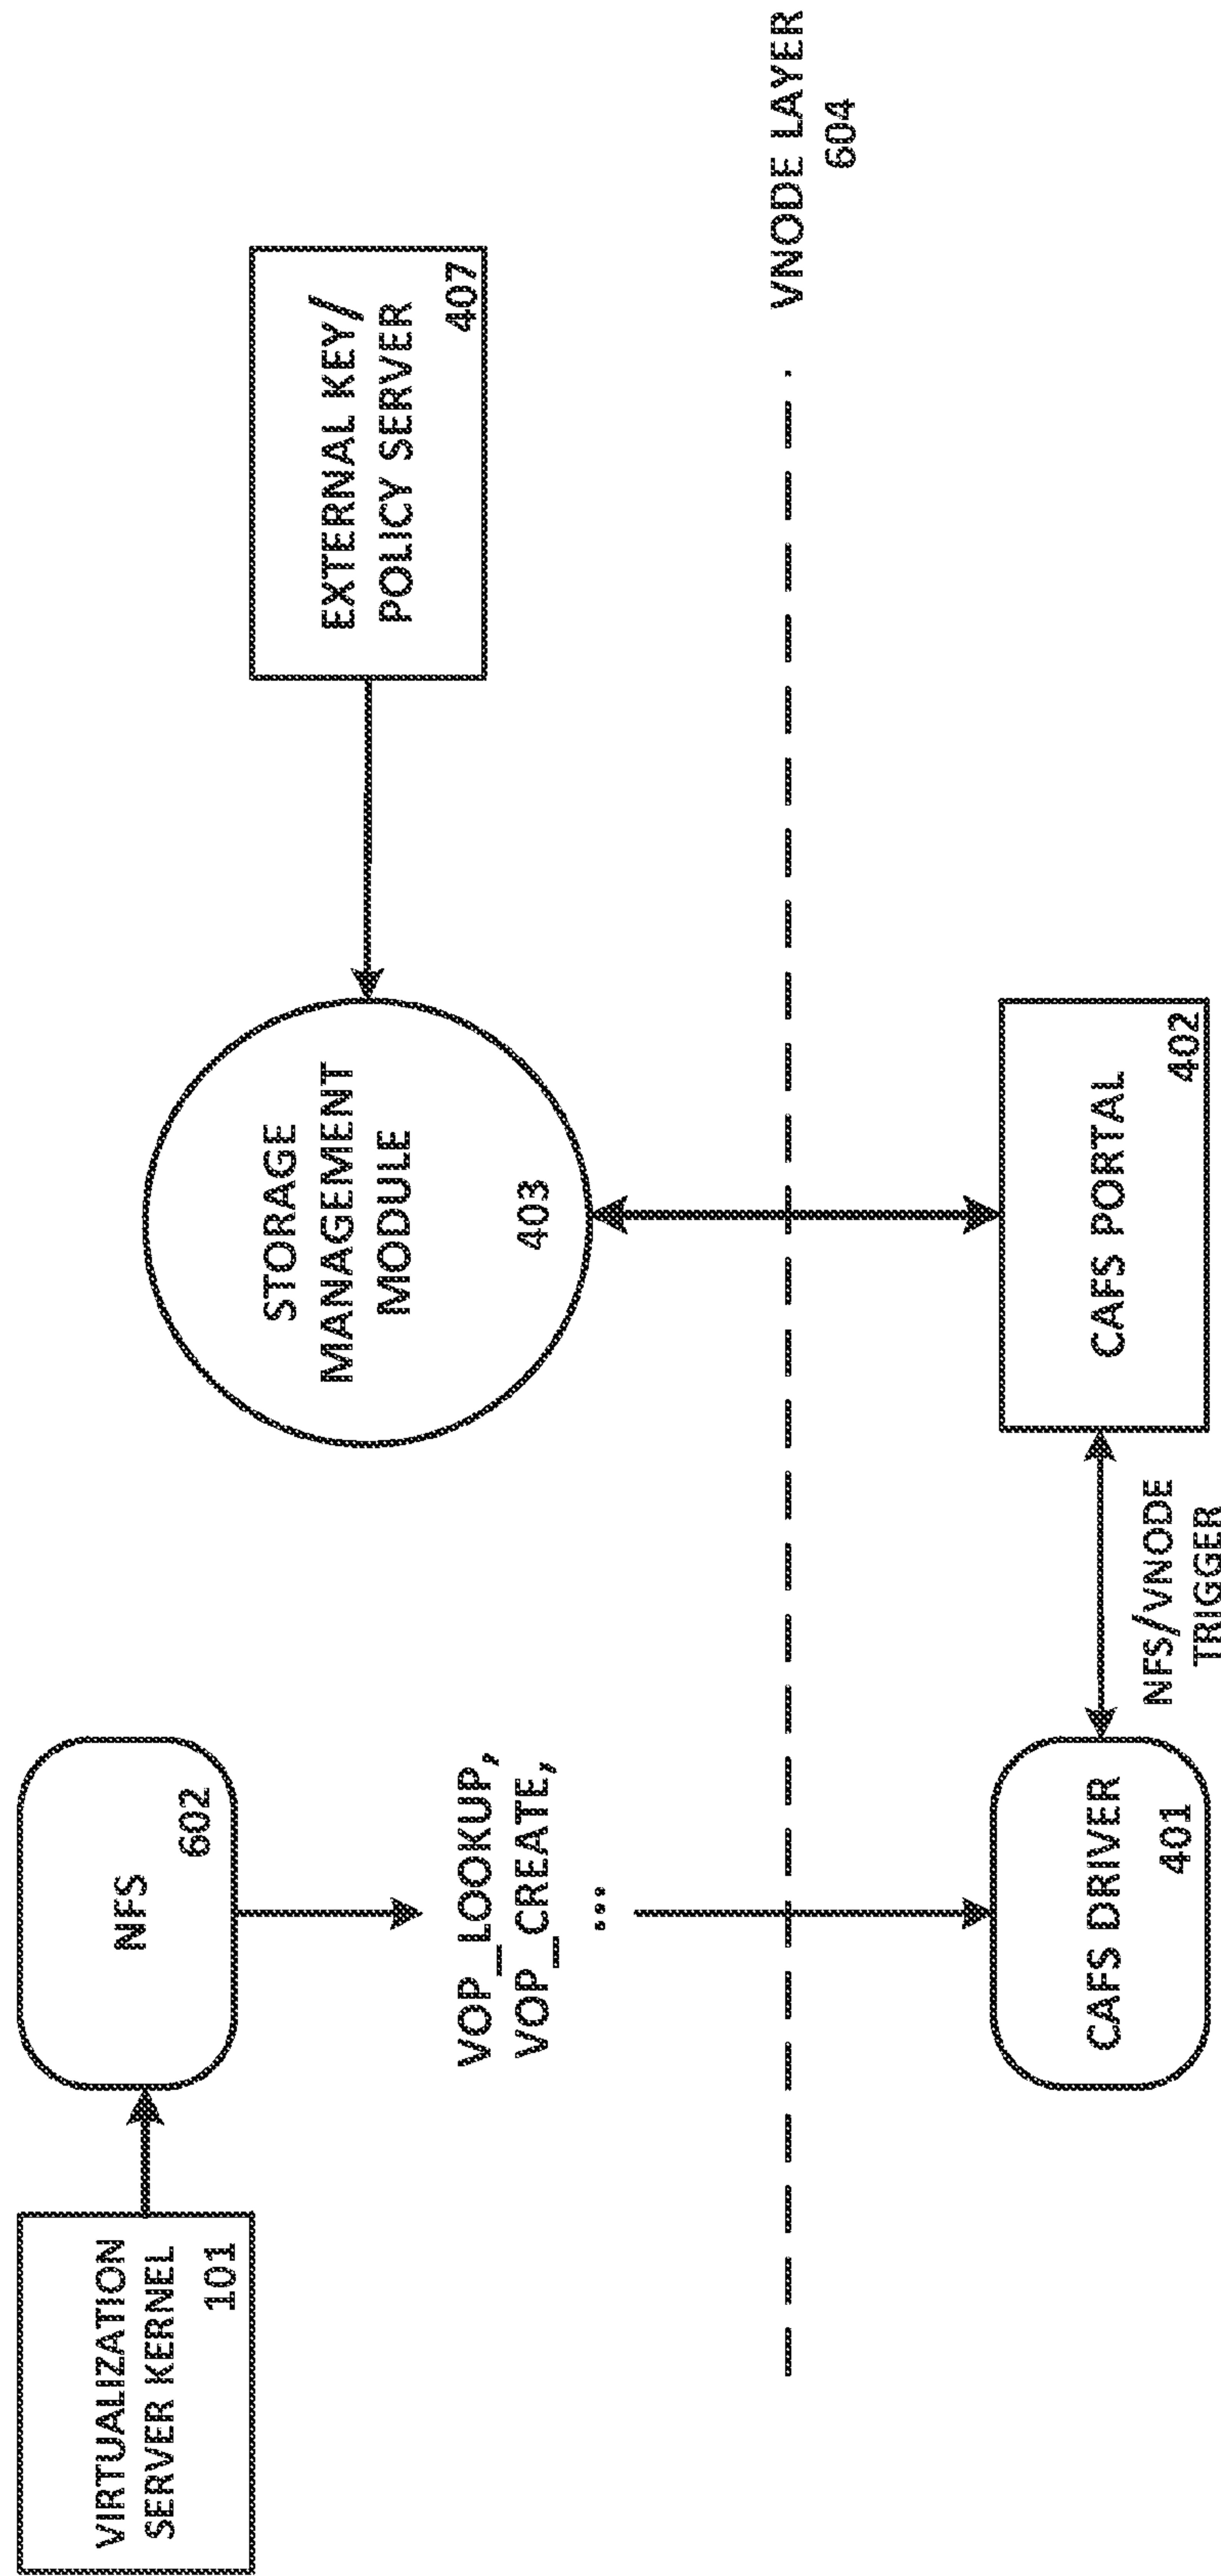 VIRTUALIZATION
SERVER KERNEL
101
NFS
602
VOP_LOOKUP,
VOP_CREATE,
...
STORAGE
MANAGEMENT
MODULE
403
EXTERNAL KEY/
POLICY SERVER
407
VNODE LAYER
604
CAFS DRIVER
401
NFS/VNODE
TRIGGER
CAFS PORTAL
402